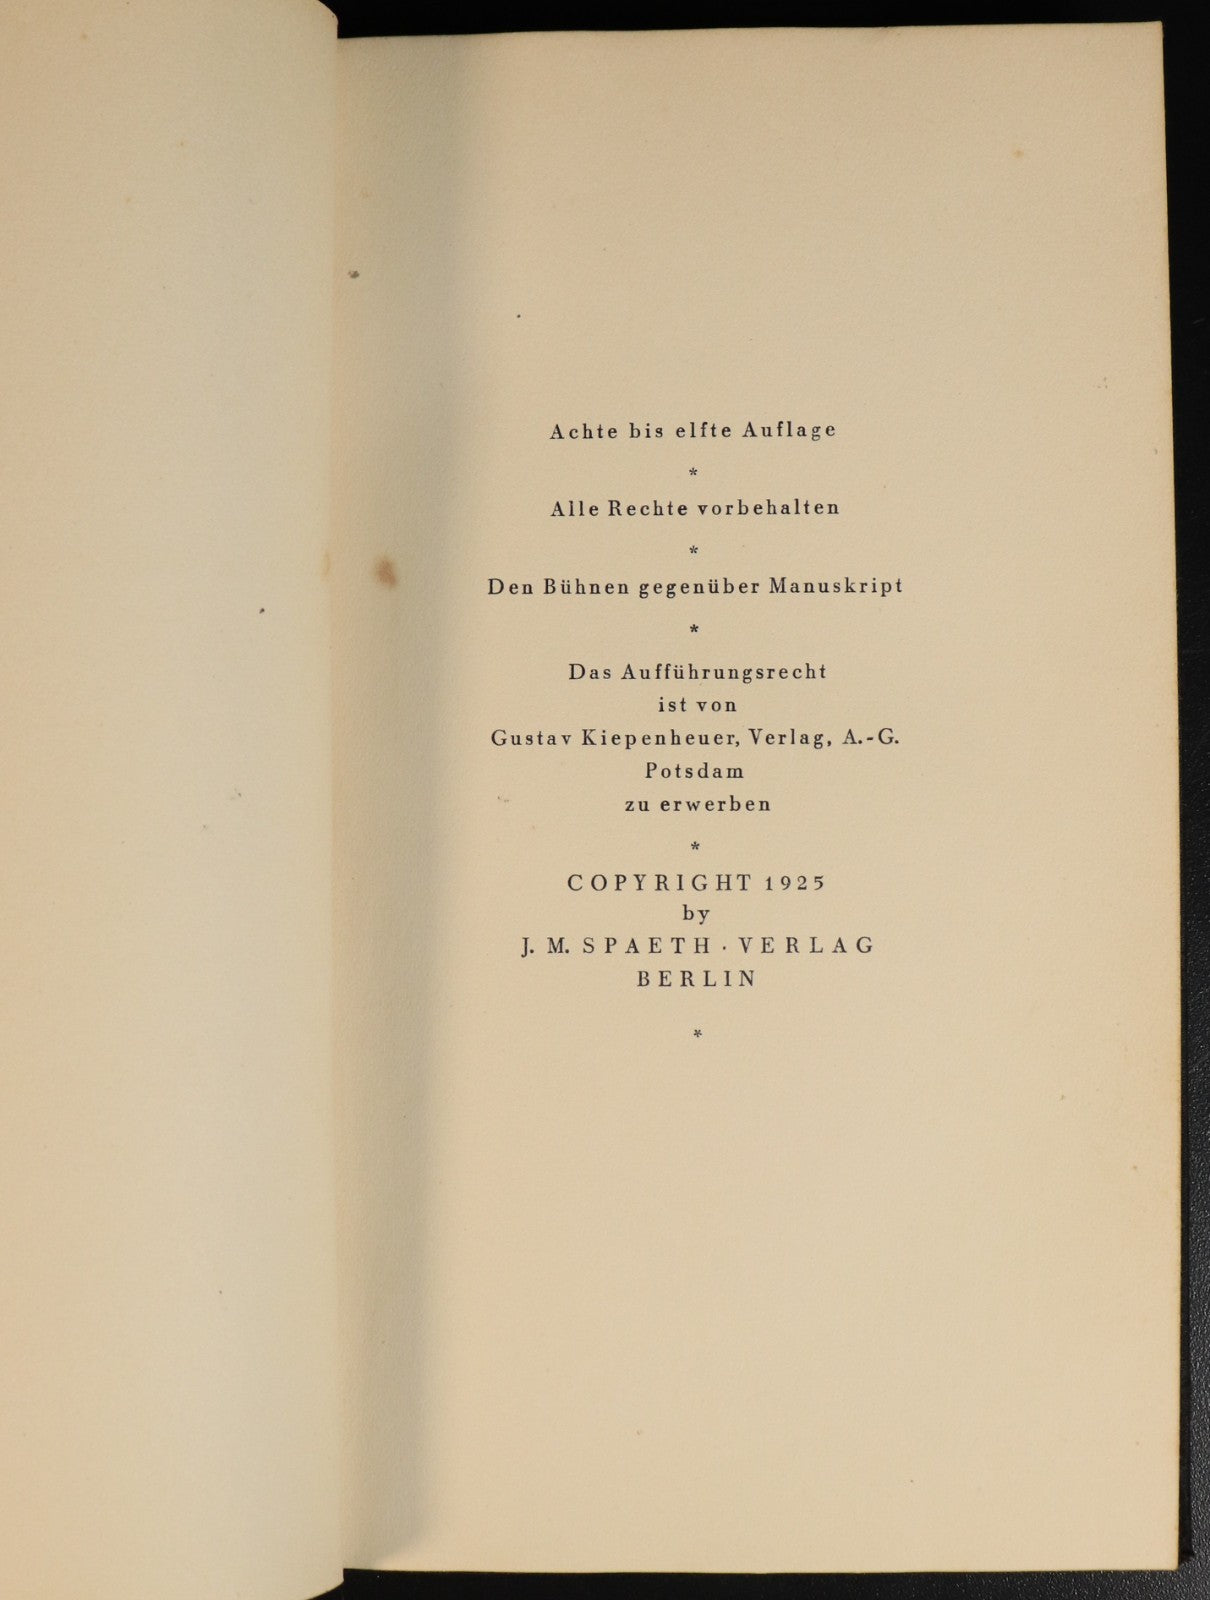 Achte bis elfte Auflage
*
Alle Rechte vorbehalten
*
Den Bühnen gegenüber Manuskript
*
Das Aufführungsrecht
ist von
Gustav Kiepenheuer, Verlag, A.-G.
Potsdam
zu erwerben
*
COPYRIGHT 1925
by
J. M. SPAETH · VERLAG
BERLIN
*